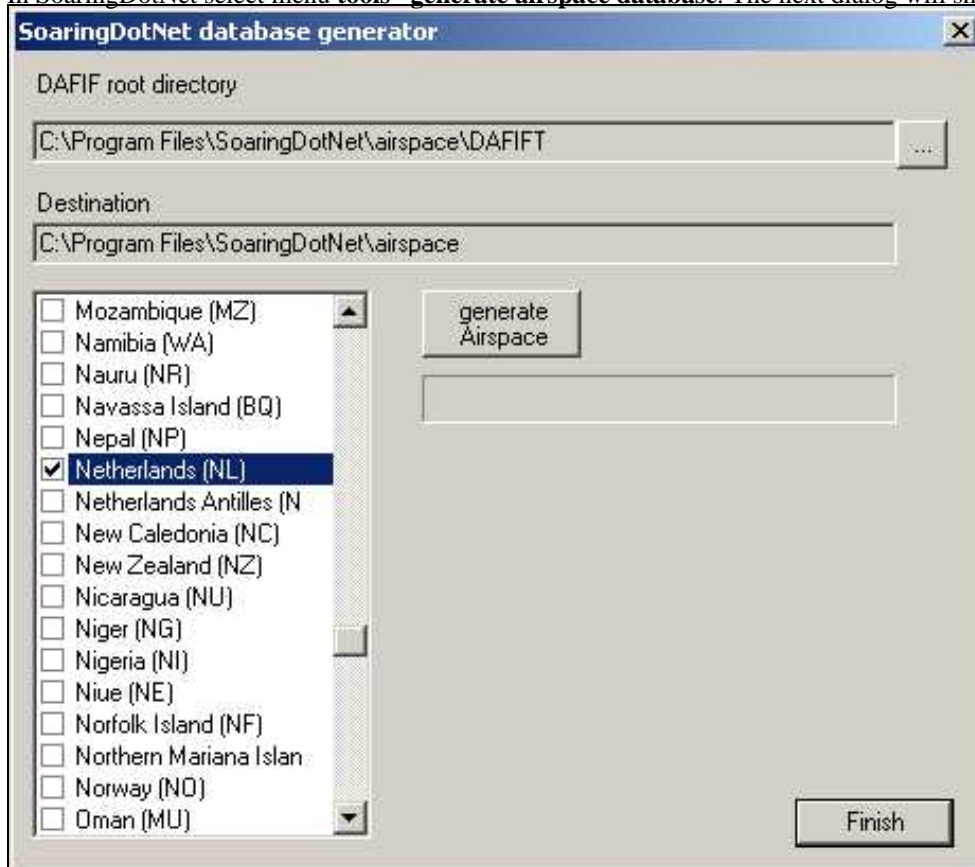 In SoaringDotNet select menu tools - generate airspace database. The next dialog will
SoaringDotNet database generator
DAFIF root directory
C:\Program Files\SoaringDotNet\airspace\DAFIFT
...
Destination
C:\Program Files\SoaringDotNet\airspace
Mozambique (MZ)
Namibia (WA)
Nauru (NR)
Navassa Island (BQ)
Nepal (NP)
Netherlands (NL)
Netherlands Antilles (N
New Caledonia (NC)
New Zealand (NZ)
Nicaragua (NU)
Niger (NG)
Nigeria (NI)
Niue (NE)
Norfolk Island (NF)
Northern Mariana Islan
Norway (NO)
Oman (MU)
generate
Airspace
Finish